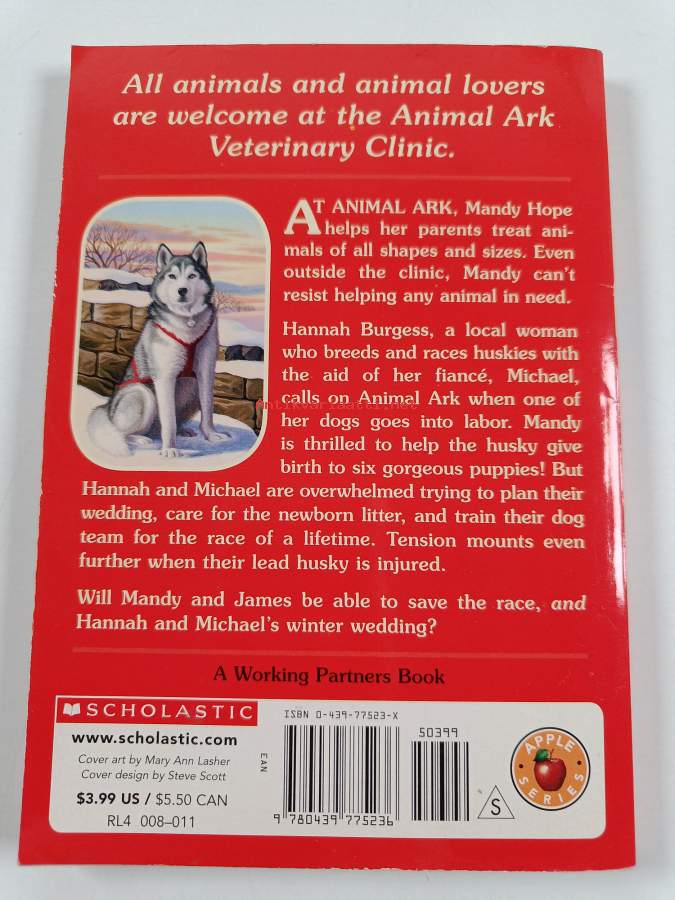 All animals and animal lovers
are welcome at the Animal Ark
Veterinary Clinic.
AT ANIMAL ARK, Mandy Hope
helps her parents treat ani-
mals of all shapes and sizes. Even
outside the clinic, Mandy can't
resist helping any animal in need.
Hannah Burgess, a local woman
who breeds and races huskies with
the aid of her fiancé, Michael,
calls on Animal Ark when one of
her dogs goes into labor. Mandy
is thrilled to help the husky give
birth to six gorgeous puppies! But
Hannah and Michael are overwhelmed trying to plan their
wedding, care for the newborn litter, and train their dog
team for the race of a lifetime. Tension mounts even
further when their lead husky is injured.
Will Mandy and James be able to save the race, and
Hannah and Michael's winter wedding?
A Working Partners Book
SCHOLASTIC
www.scholastic.com
Cover art by Mary Ann Lasher
Cover design by Steve Scott
$3.99 US / $5.50 CAN
RL4 008–011
EAN
ISBN 0-439-77523-X
50399
9 780439 775236
S
APPLE
SERIES
Antikvariaatti.net